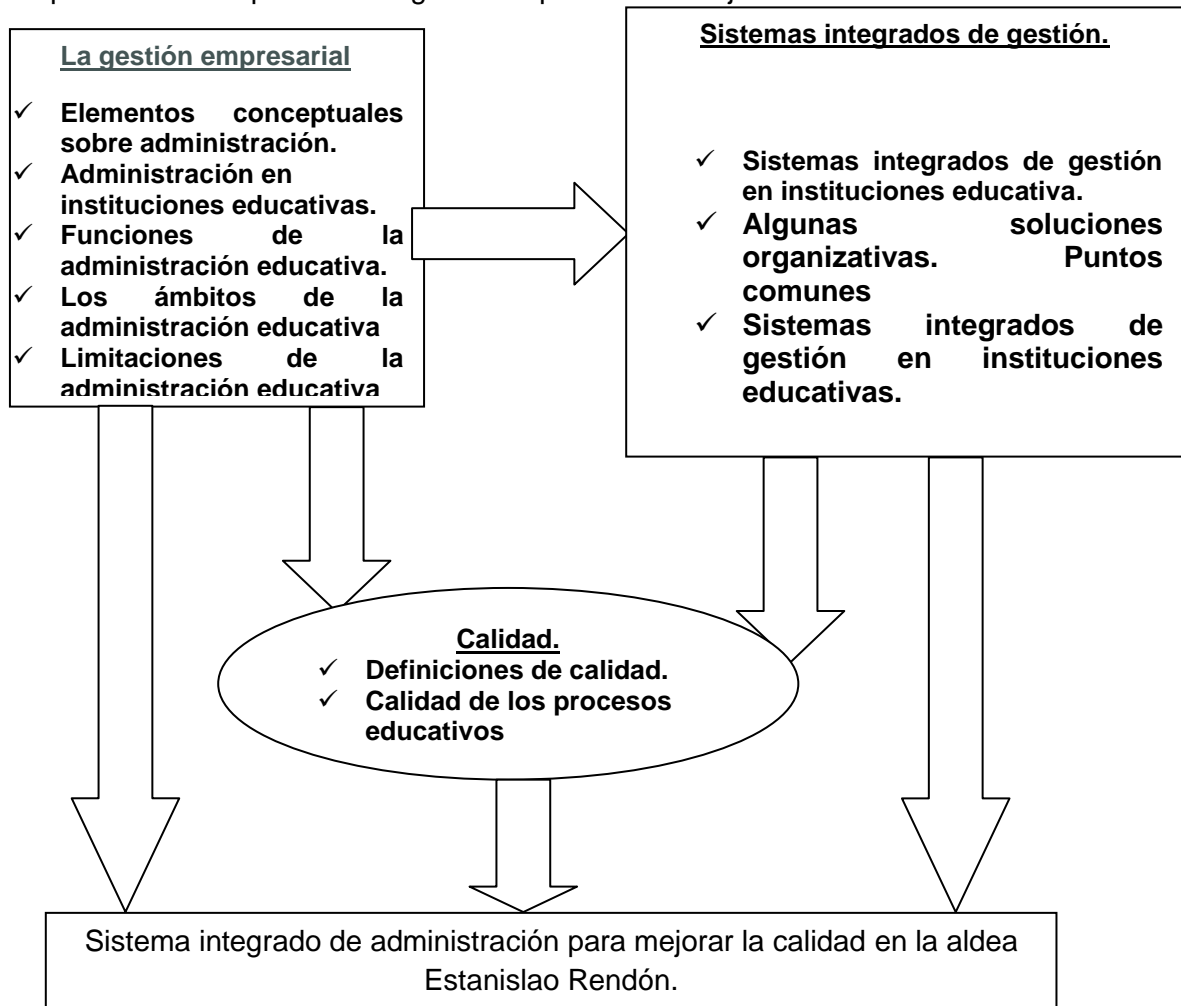 La gestión empresarial
✓ Elementos conceptuales
sobre administración.
✓ Administración en
instituciones educativas.
✓ Funciones de la
administración educativa.
✓ Los ámbitos de la
administración educativa
✓ Limitaciones de la
administración educativa
Sistemas integrados de gestión.
✓ Sistemas integrados de gestión
en instituciones educativa.
✓ Algunas soluciones
organizativas. Puntos
comunes
✓ Sistemas integrados de
gestión en instituciones
educativas.
Calidad.
✓ Definiciones de calidad.
✓ Calidad de los procesos
educativos
Sistema integrado de administración para mejorar la calidad en la aldea
Estanislao Rendón.